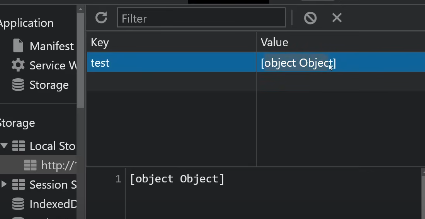 Application
Manifest
Service W
Storage
Storage
Local Sto
http://1
Session S
IndexedD
Filter
Key Value
test [object Object]
1 [object Object]